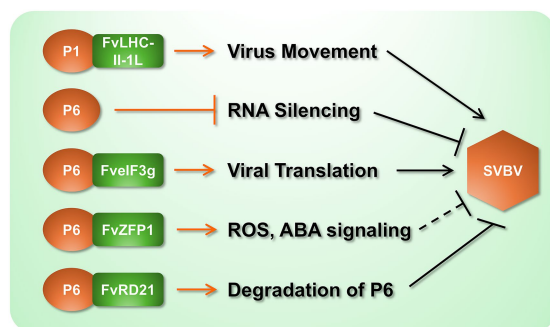 P1 FvLHC-II-1L Virus Movement
P6 RNA Silencing
P6 FveIF3g Viral Translation
SVBV
P6 FvZFP1 ROS, ABA signaling
P6 FvRD21 Degradation of P6